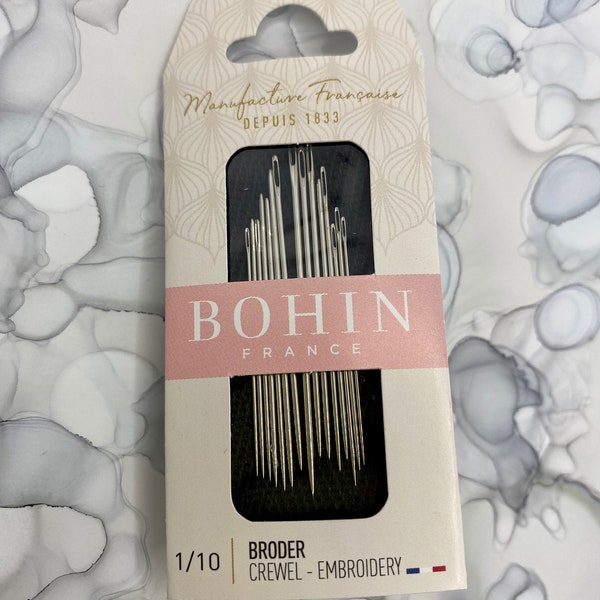 Manufacture Française
DEPUIS 1833
BOHIN
FRANCE
1/10
BRODER
CREWEL - EMBROIDERY